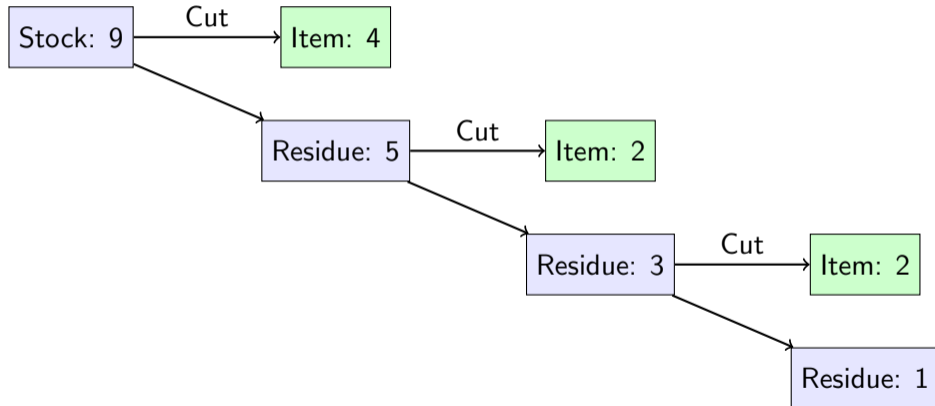 Cut
Stock: 9
Item: 4
Cut
Residue: 5
Item: 2
Cut
Residue: 3
Item: 2
Residue: 1